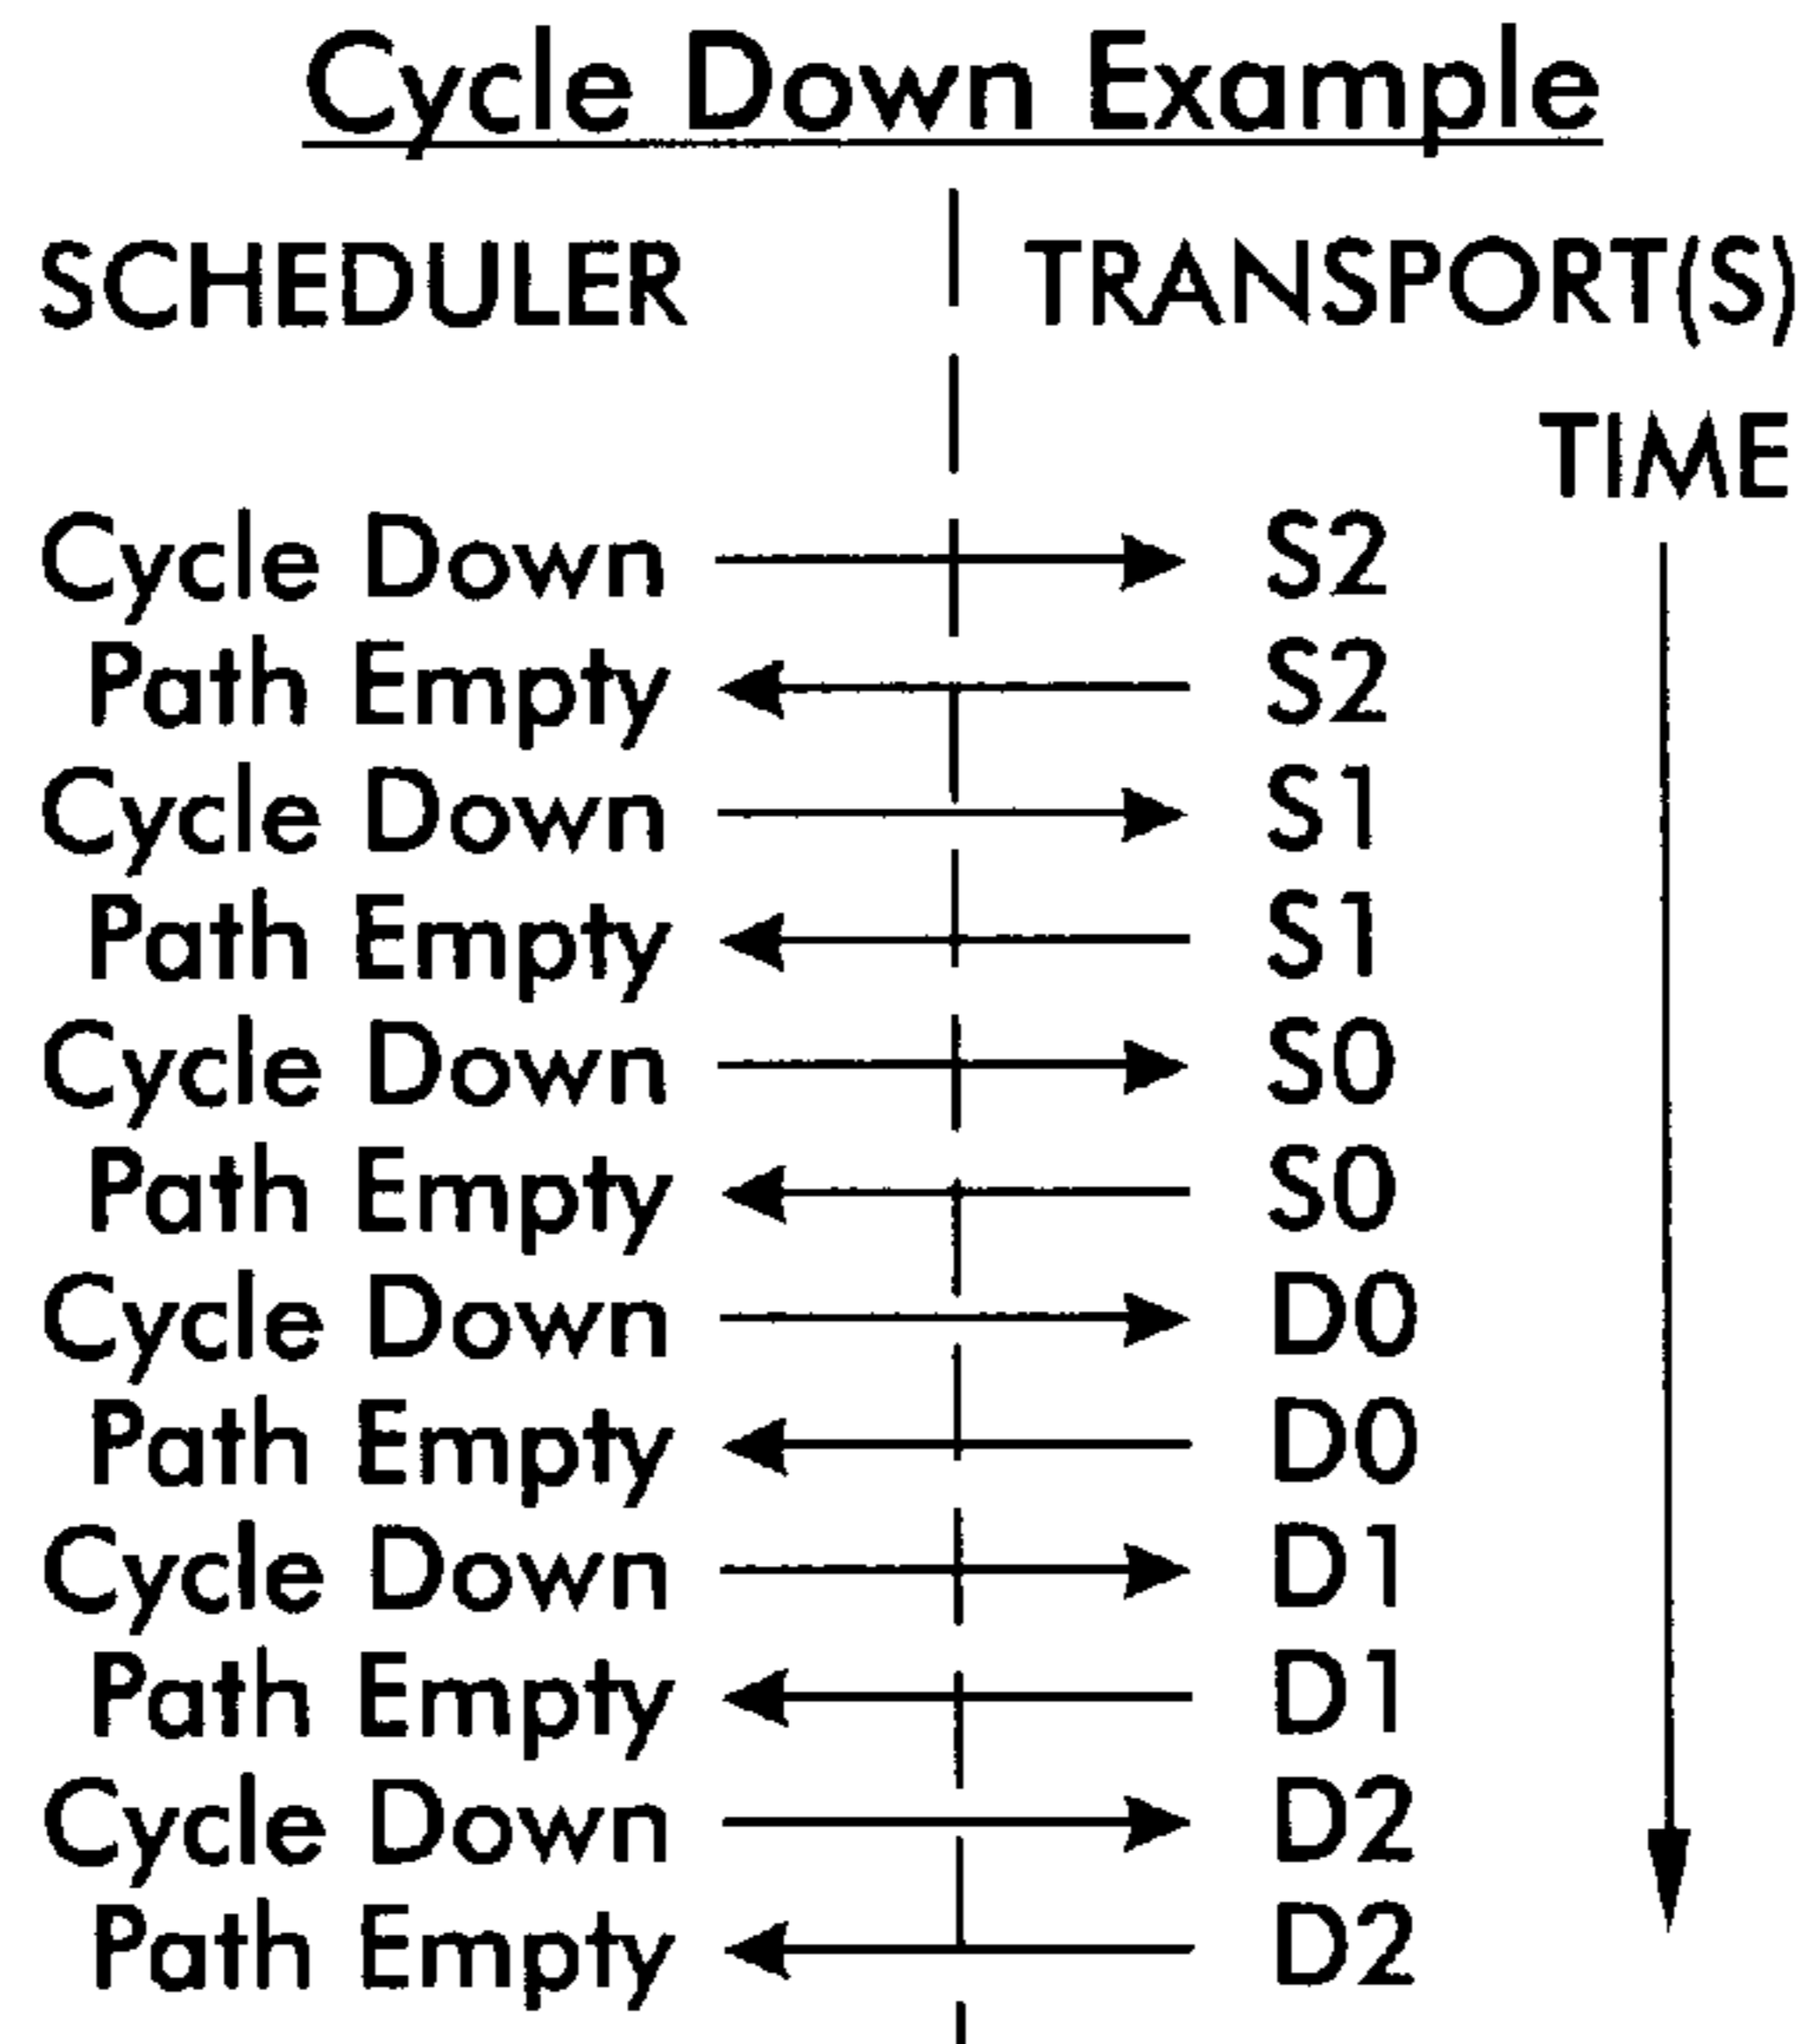 Cycle Down Example
SCHEDULER TRANSPORT(S)
TIME
Cycle Down S2
Path Empty S2
Cycle Down S1
Path Empty S1
Cycle Down S0
Path Empty S0
Cycle Down D0
Path Empty D0
Cycle Down D1
Path Empty D1
Cycle Down D2
Path Empty D2